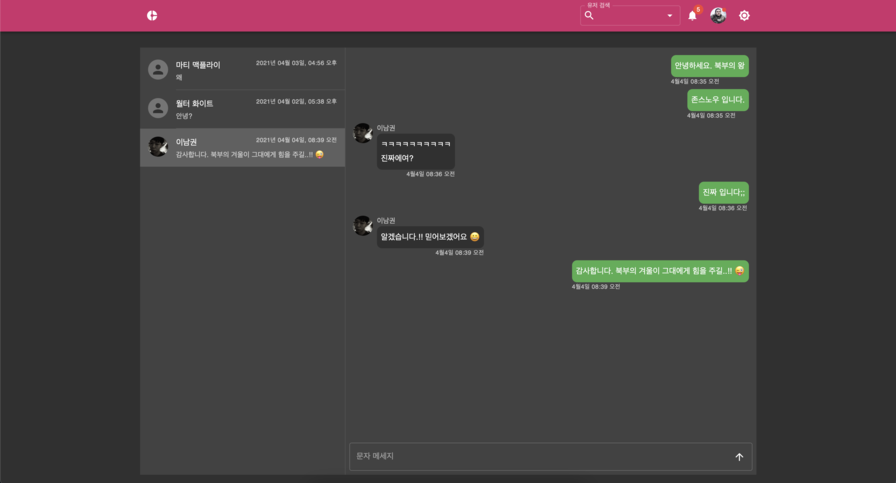 유저 검색
5
마티 맥플라이
2021년 04월 03일, 04:56 오후
왜
월터 화이트
2021년 04월 02일, 05:38 오후
안녕?
이남권
2021년 04월 04일, 08:39 오전
감사합니다. 북부의 겨울이 그대에게 힘을 주길..!! 😜
안녕하세요. 북부의 왕
4월4일 08:35 오전
존스노우 입니다.
4월4일 08:35 오전
이남권
ㅋㅋㅋㅋㅋㅋㅋㅋㅋㅋ
진짜에여?
4월4일 08:36 오전
진짜 입니다;;
4월4일 08:36 오전
이남권
알겠습니다.!! 믿어보겠어요 😄
4월4일 08:39 오전
감사합니다. 북부의 겨울이 그대에게 힘을 주길..!! 😜
4월4일 08:39 오전
문자 메세지